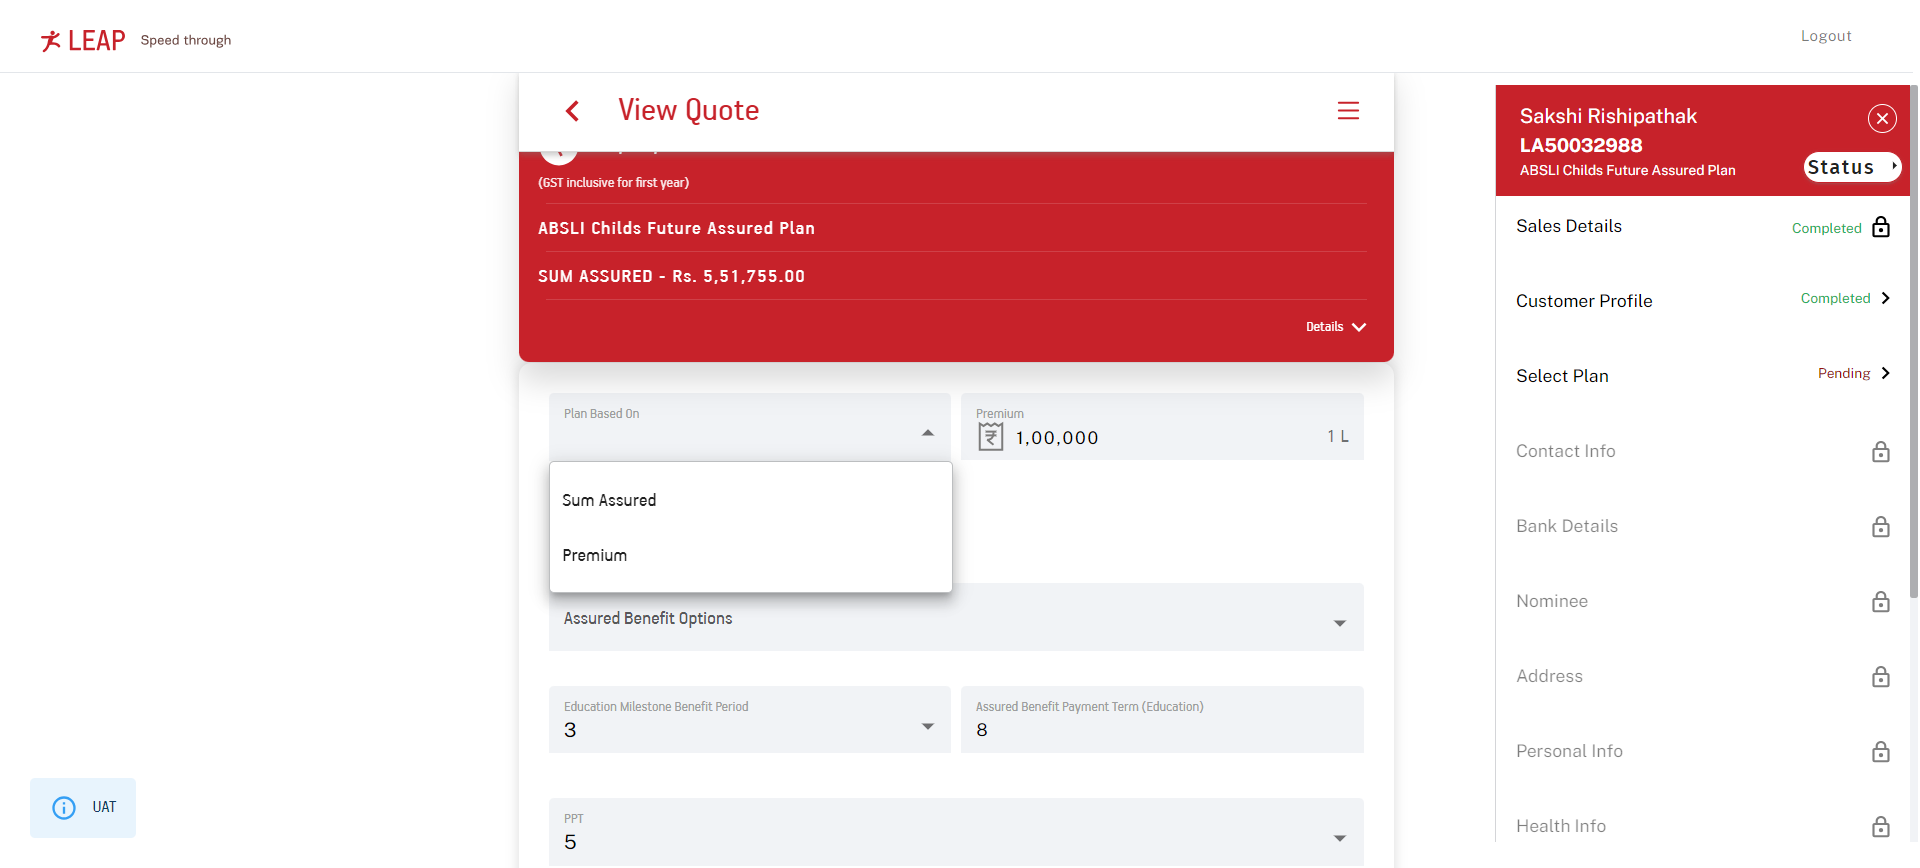 LEAP Speed through
Logout
View Quote
(GST inclusive for first year)
ABSLI Childs Future Assured Plan
SUM ASSURED - Rs. 5,51,755.00
Details
Plan Based On
Premium
1,00,000
1 L
Sum Assured
Premium
Assured Benefit Options
Education Milestone Benefit Period
3
Assured Benefit Payment Term (Education)
8
PPT
5
UAT
Sakshi Rishipathak
LA50032988
ABSLI Childs Future Assured Plan
Status
Sales Details Completed
Customer Profile Completed
Select Plan Pending
Contact Info
Bank Details
Nominee
Address
Personal Info
Health Info